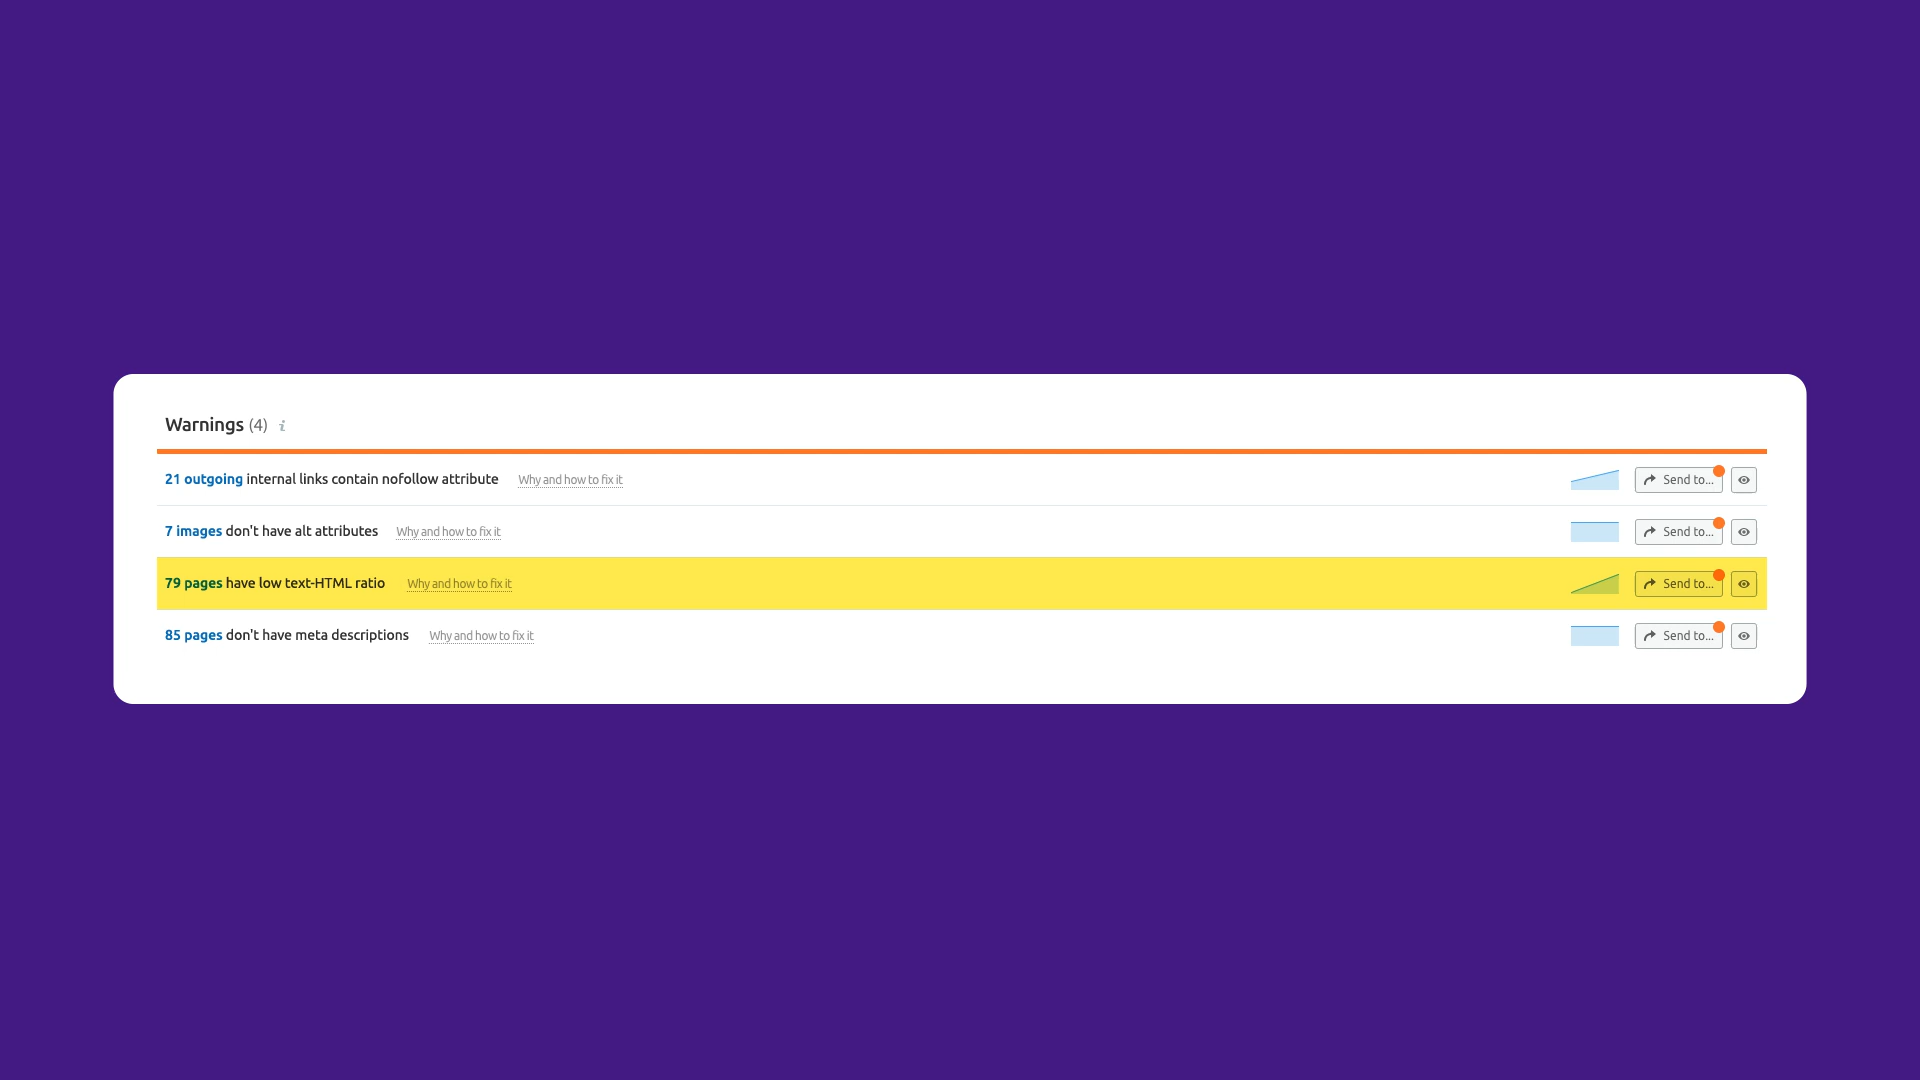 Warnings (4) i
21 outgoing internal links contain nofollow attribute Why and how to fix it Send to...
7 images don't have alt attributes Why and how to fix it Send to...
79 pages have low text-HTML ratio Why and how to fix it Send to...
85 pages don't have meta descriptions Why and how to fix it Send to...